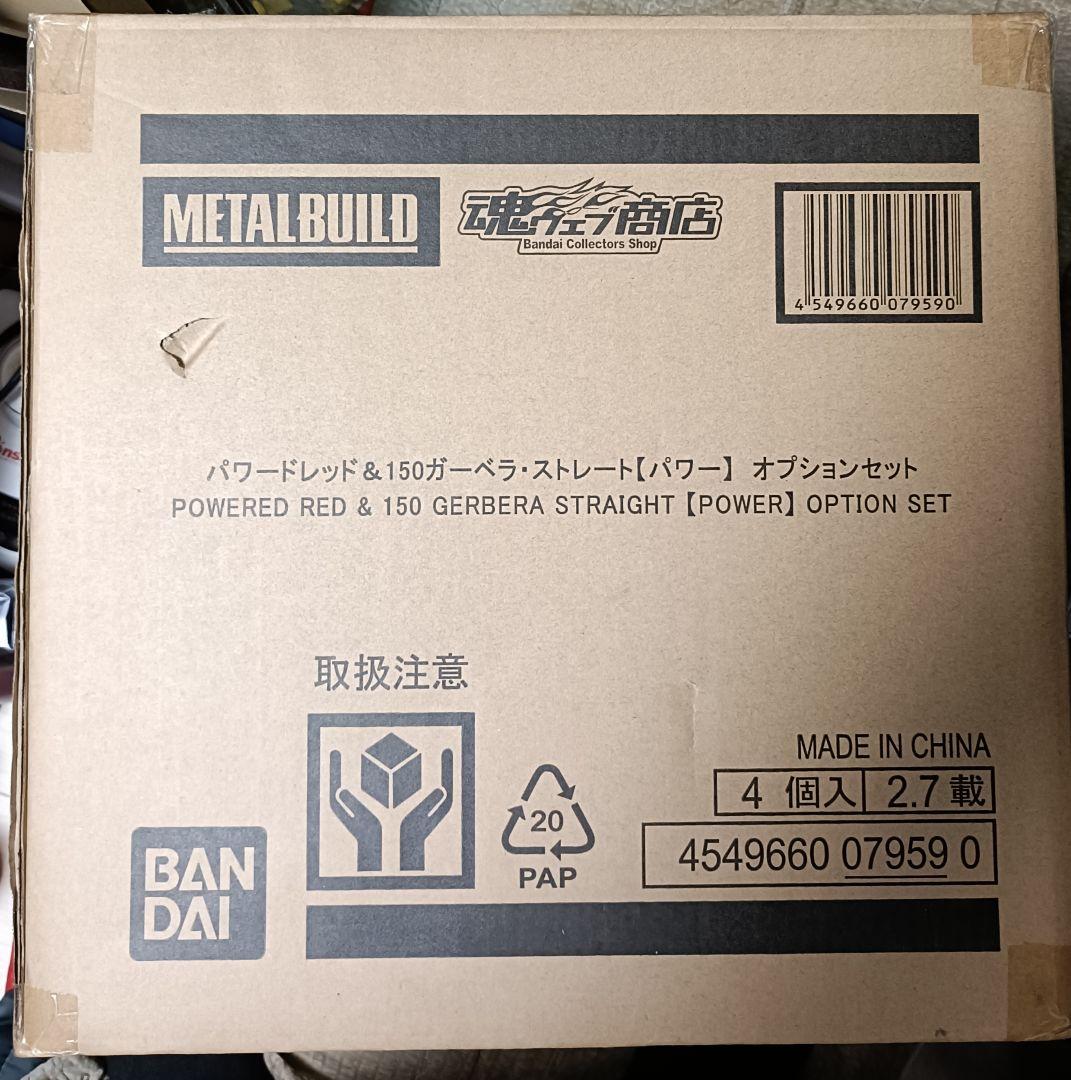 METAL BUILD
魂ウェブ商店
Bandai Collectors Shop
4 549660 079590
パワードレッド＆150ガーベラ・ストレート【パワー】 オプションセット
POWERED RED & 150 GERBERA STRAIGHT【POWER】OPTION SET
取扱注意
MADE IN CHINA
4 個入 2.7 載
20
PAP
4549660 07959 0
BAN
DAI